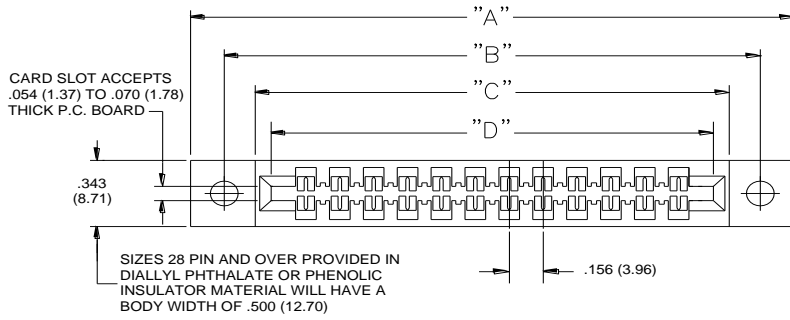 "A"
"B"
CARD SLOT ACCEPTS
.054 (1.37) TO .070 (1.78)
THICK P.C. BOARD
"C"
"D"
.343
(8.71)
SIZES 28 PIN AND OVER PROVIDED IN
DIALLYL PHTHALATE OR PHENOLIC
INSULATOR MATERIAL WILL HAVE A
BODY WIDTH OF .500 (12.70)
.156 (3.96)